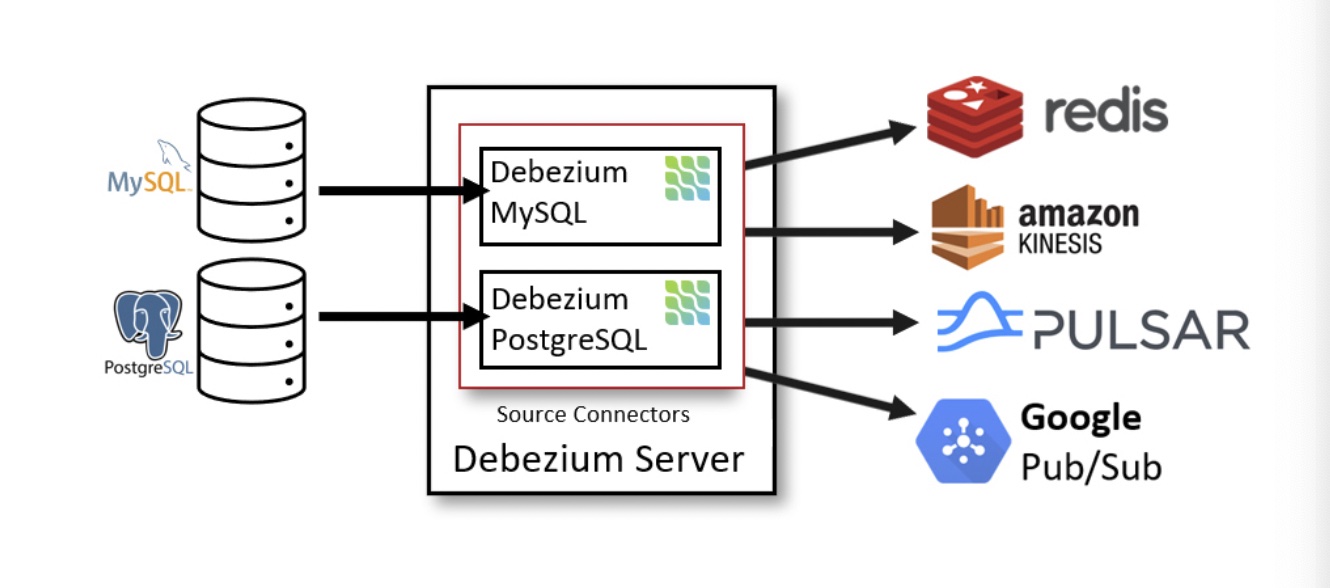 MySQL
PostgreSQL
Debezium
MySQL
Debezium
PostgreSQL
Source Connectors
Debezium Server
redis
amazon
KINESIS
PULSAR
Google
Pub/Sub